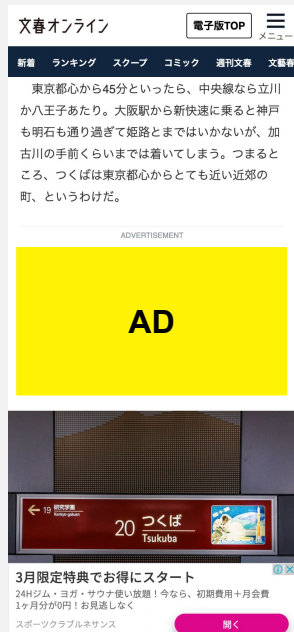 文春オンライン
電子版TOP
メニュー
新着 ランキング スクープ コミック 週刊文春 文藝春
東京都心から45分といったら、中央線なら立川
か八王子あたり。大阪駅から新快速に乗ると神戸
も明石も通り過ぎて姫路とまではいかないが、加
古川の手前くらいまでは着いてしまう。つまると
ころ、つくばは東京都心からとても近い近郊の
町、というわけだ。
ADVERTISEMENT
AD
← 19 研究学園
Kenkyu-gakuen
20 つくば
Tsukuba
3月限定特典でお得にスタート
24Hジム・ヨガ・サウナ使い放題！今なら、初期費用＋月会費
1ヶ月分が0円！お見逃しなく
スポーツクラブルネサンス
開く